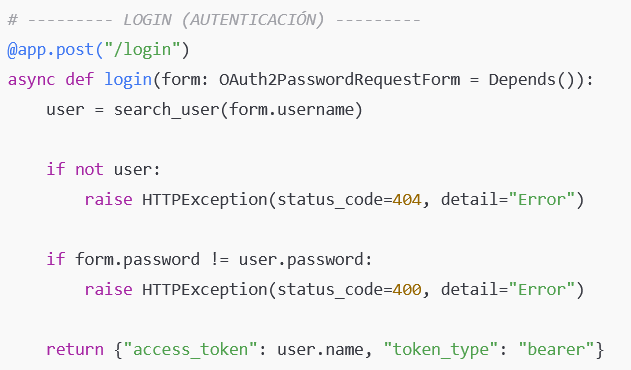 # --------- LOGIN (AUTENTICACIÓN) ---------
@app.post("/login")
async def login(form: OAuth2PasswordRequestForm = Depends()):
    user = search_user(form.username)
    if not user:
        raise HTTPException(status_code=404, detail="Error")
    if form.password != user.password:
        raise HTTPException(status_code=400, detail="Error")
    return {"access_token": user.name, "token_type": "bearer"}